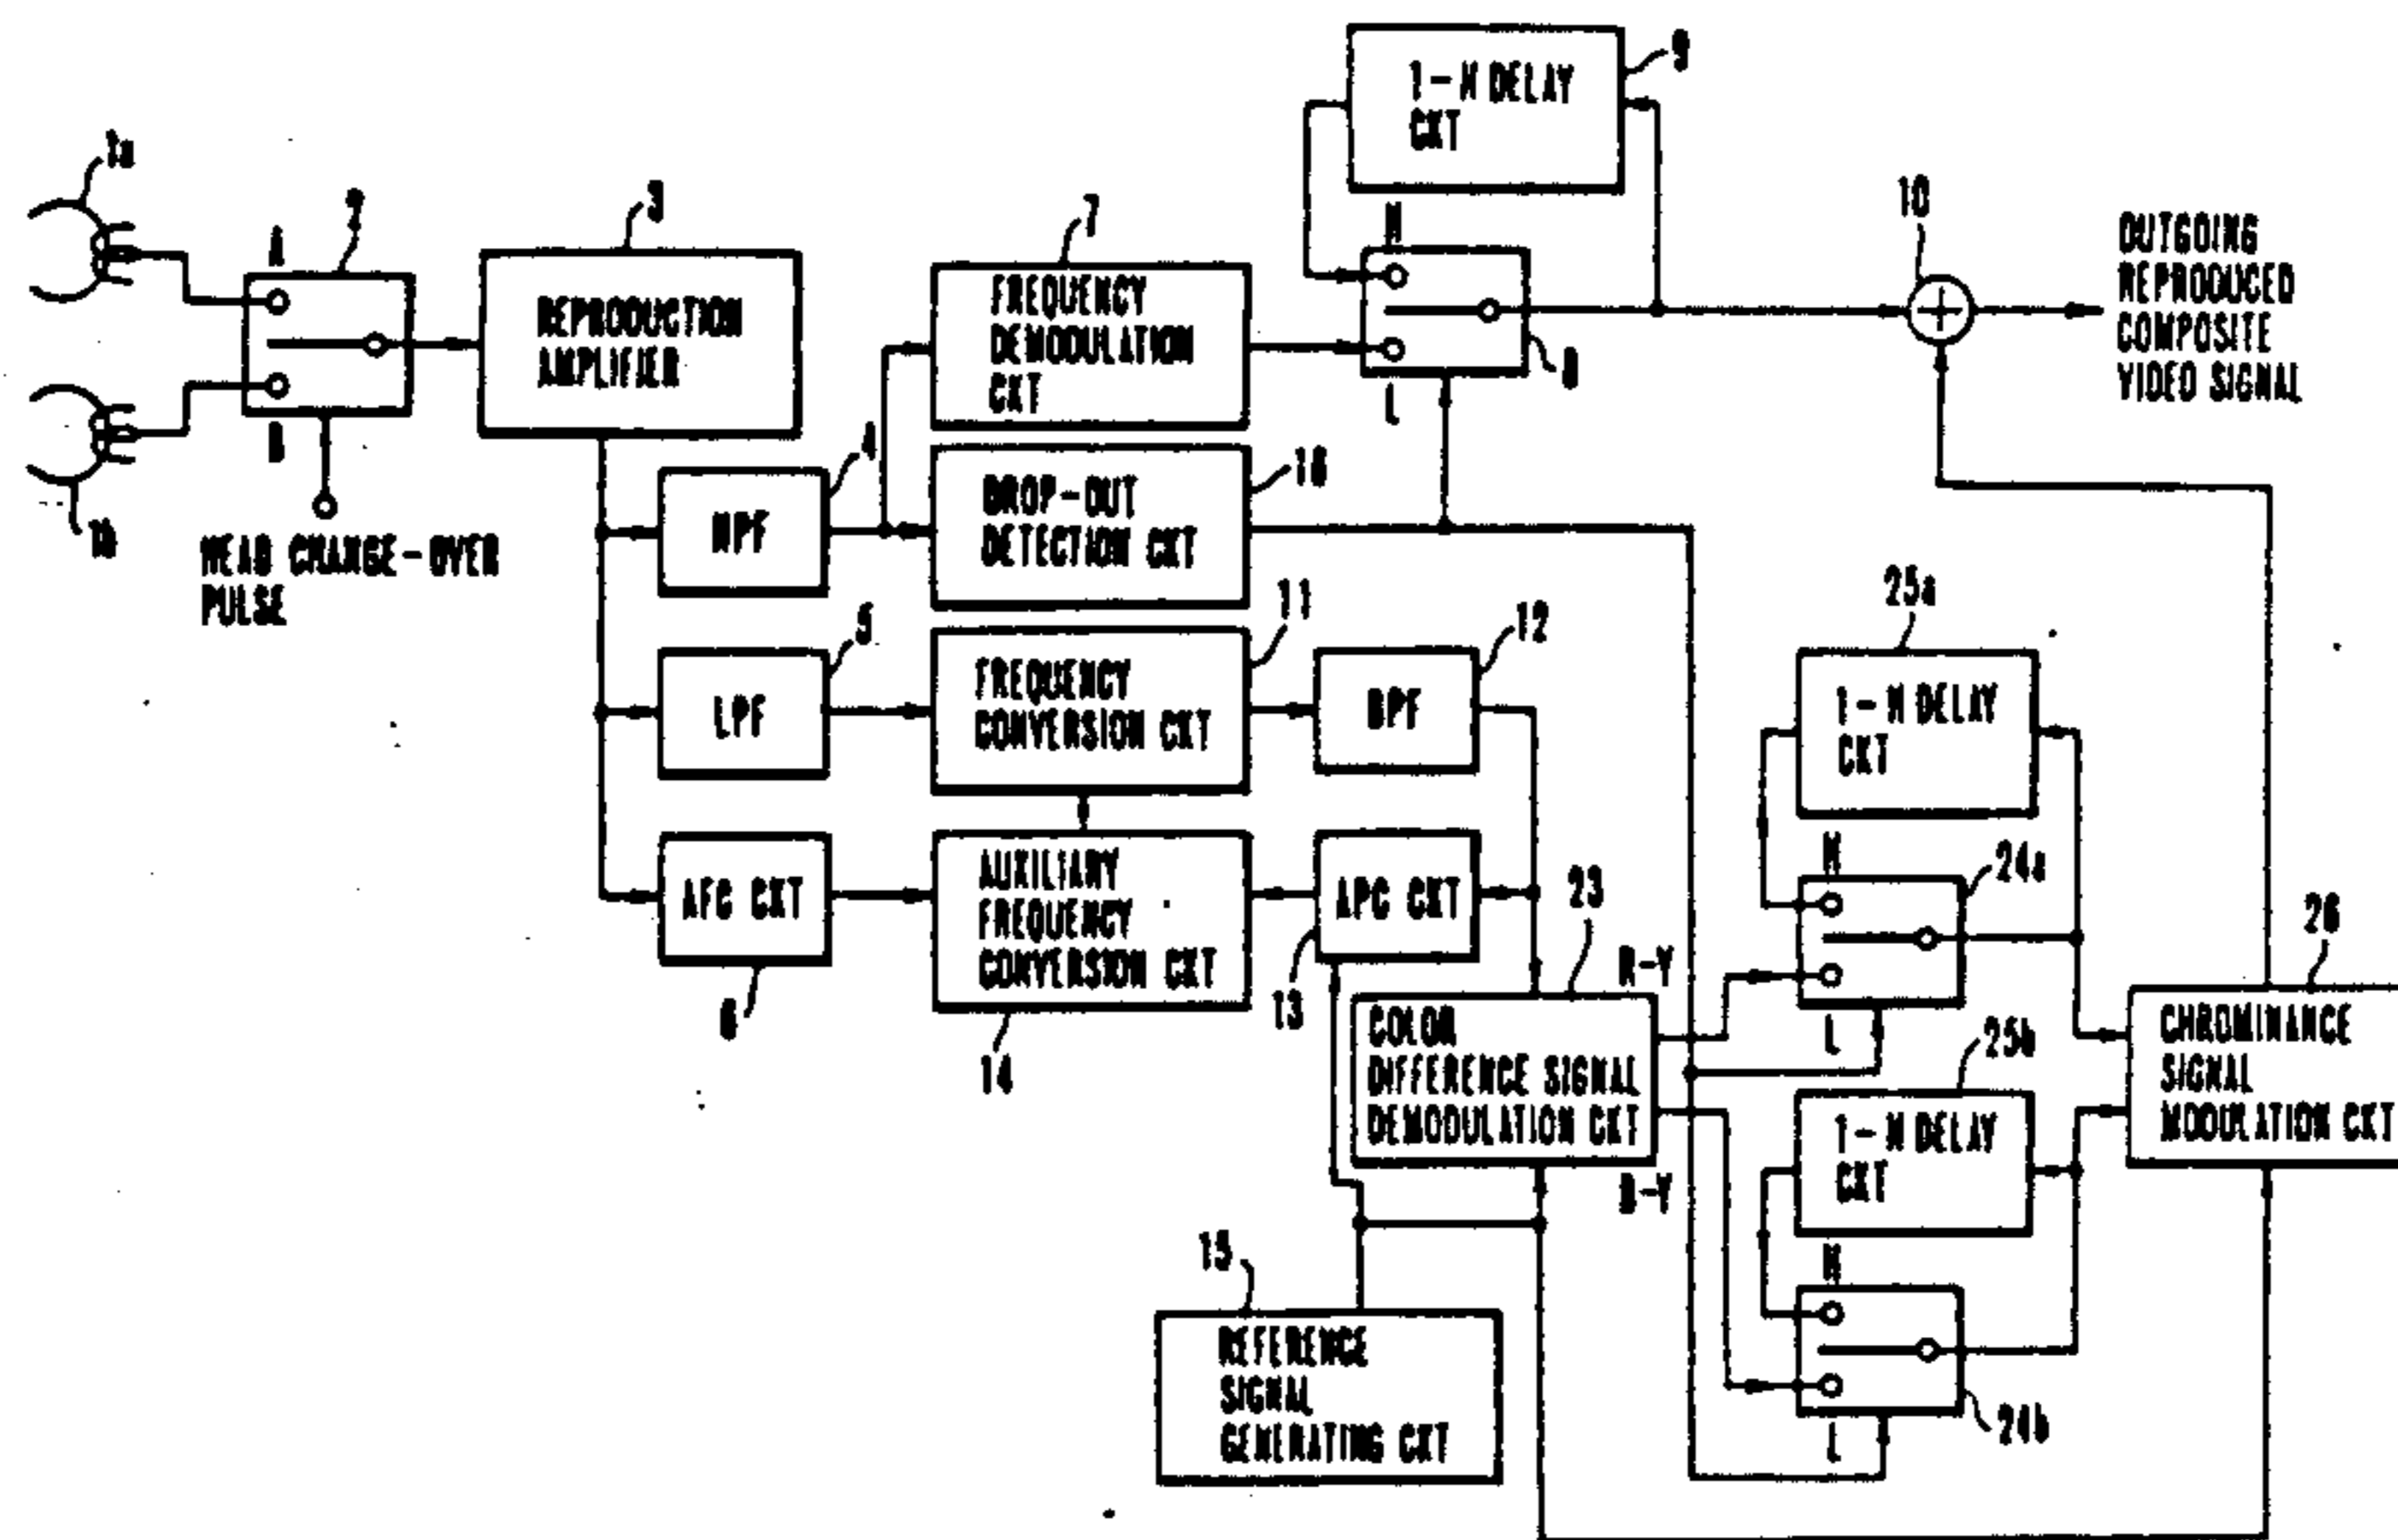 1a
1b
A
B
2
HEAD CHANGE-OVER
PULSE
3
REPRODUCTION
AMPLIFIER
4
HPF
5
LPF
AFC CKT
6
7
FREQUENCY
DEMODULATION
CKT
DROP-OUT
DETECTION CKT
16
11
FREQUENCY
CONVERSION CKT
AUXILIARY
FREQUENCY
CONVERSION CKT
14
12
BPF
APC CKT
13
1-H DELAY
CKT
9
H
L
8
10
OUTGOING
REPRODUCED
COMPOSITE
VIDEO SIGNAL
23
COLOR
DIFFERENCE SIGNAL
DEMODULATION CKT
R-Y
B-Y
15
REFERENCE
SIGNAL
GENERATING CKT
25a
1-H DELAY
CKT
H
24a
L
25b
1-H DELAY
CKT
H
24b
L
26
CHROMINANCE
SIGNAL
MODULATION CKT